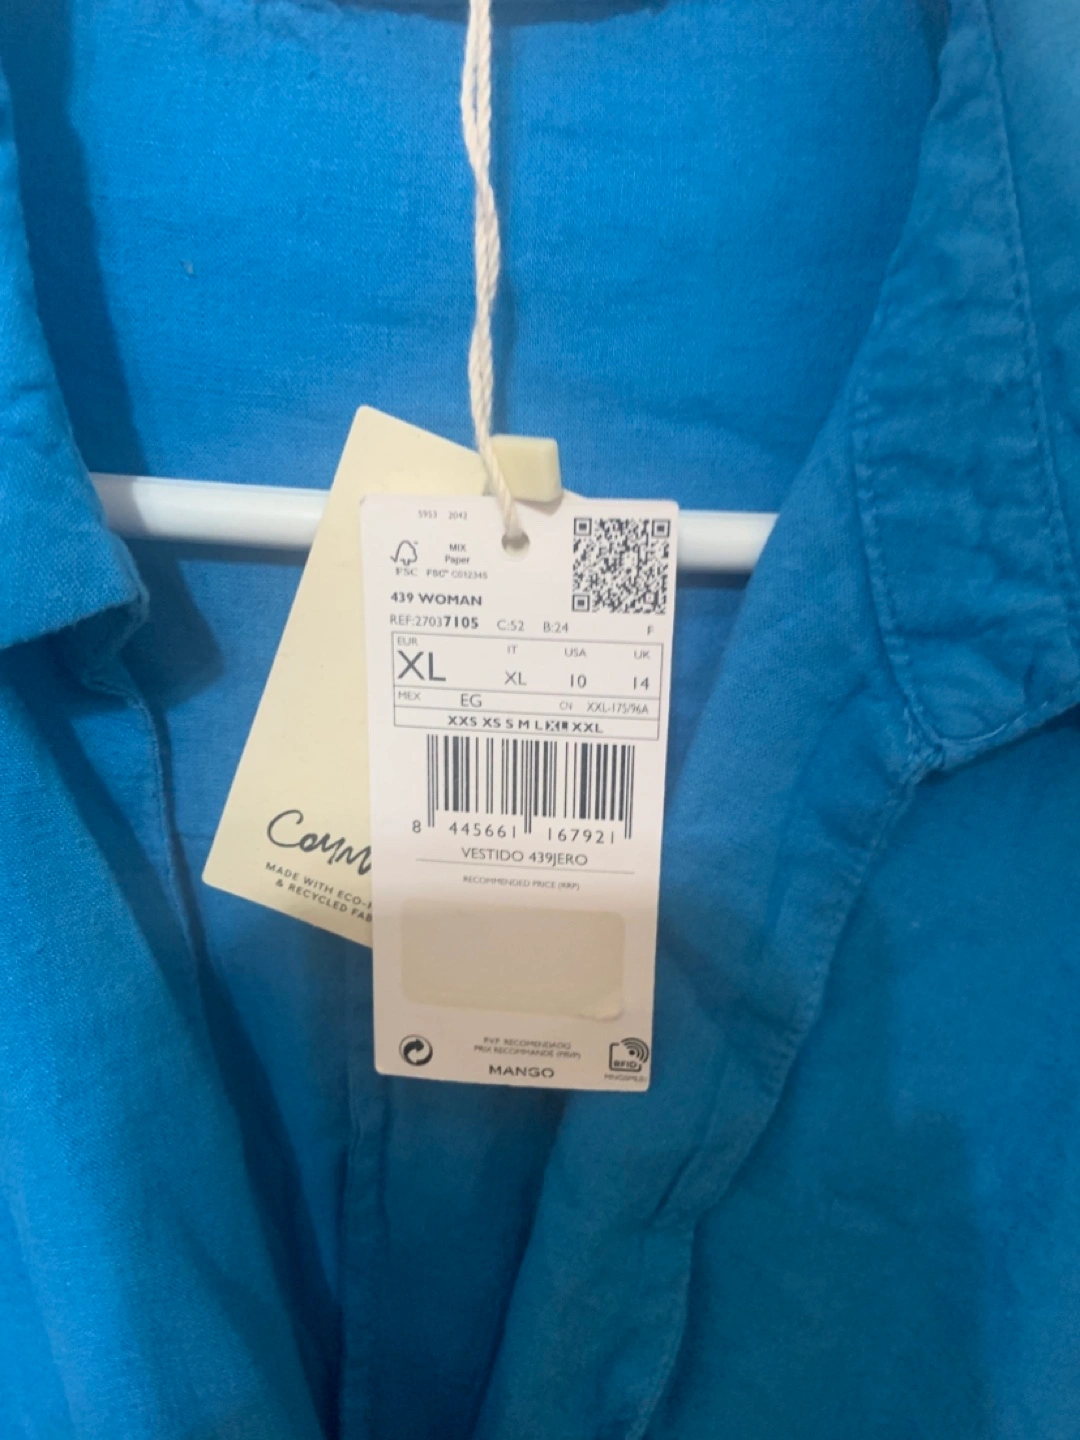 5953 2042
MIX
Paper
FSC FSC® C012345
439 WOMAN
REF:27037105 C:52 B:24 F
EUR IT USA UK
XL XL 10 14
MEX EG CN XXL-175/96A
XXS XS S M L XL XXL
8 445661 167921
VESTIDO 439JERO
RECOMMENDED PRICE (RRP)
P.V.P. RECOMENDADO
PRIX RECOMMANDÉ (MSVP)
RFID
MANGO
MADE WITH ECO-
& RECYCLED FAB